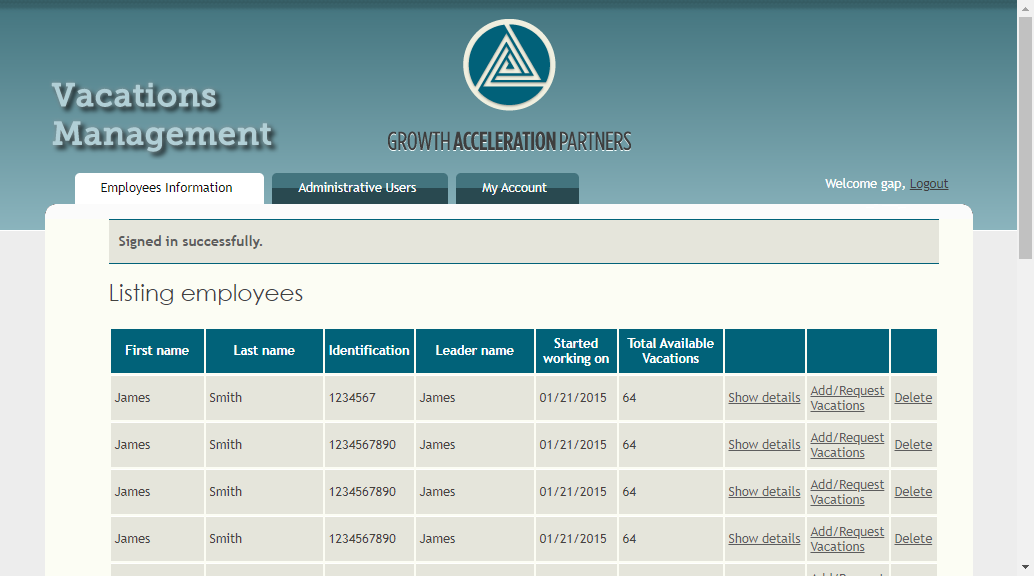 Vacations
Management
GROWTH ACCELERATION PARTNERS
Employees Information Administrative Users My Account Welcome gap, Logout
Signed in successfully.
Listing employees
First name Last name Identification Leader name Started working on Total Available Vacations
James Smith 1234567 James 01/21/2015 64 Show details Add/Request Vacations Delete
James Smith 1234567890 James 01/21/2015 64 Show details Add/Request Vacations Delete
James Smith 1234567890 James 01/21/2015 64 Show details Add/Request Vacations Delete
James Smith 1234567890 James 01/21/2015 64 Show details Add/Request Vacations Delete